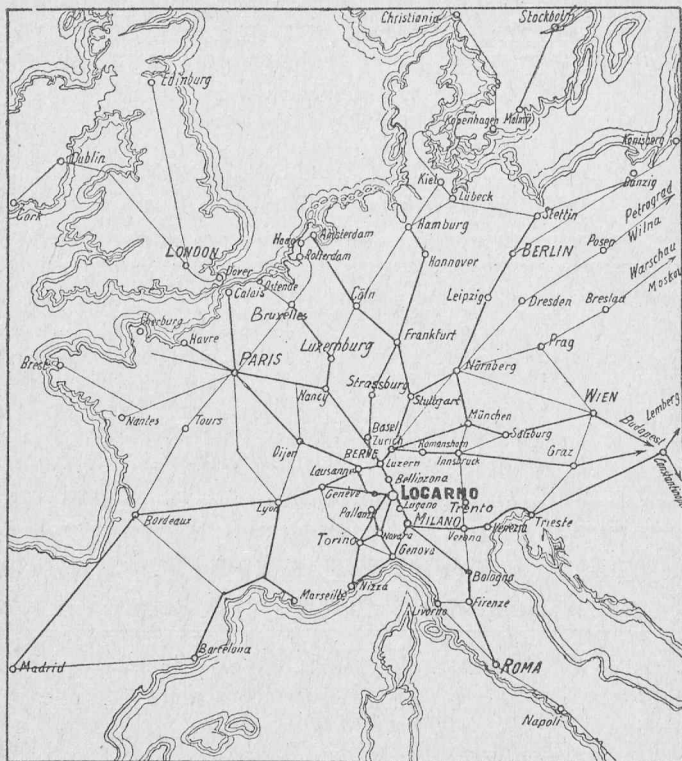 Christiania
Stockholm
Edinburg
Kopenhagen
Malmö
Könisberg
Dublin
Kiel
Lübeck
Danzig
Cork
Stettin
Petrograd
Wilna
Hamburg
Amsterdam
Haag
Rotterdam
LONDON
Dover
Calais
Ostende
Hannover
BERLIN
Posen
Warschau
Moskou
Leipzig
Dresden
Breslau
Cöln
Bruxelles
Cherburg
Havre
Luxemburg
Frankfurt
Prag
Brest
PARIS
Nürnberg
Nancy
Strassburg
Stuttgart
Nantes
Tours
München
WIEN
Salzburg
Budapest
Lemberg
Dijon
Basel
Zurich
BERNE
Romanshorn
Luzern
Innsbruck
Graz
Lausanne
Bellinzona
Constantinopel
Genève
LOCARNO
Lyon
Pallanza
Lugano
Trento
Bordeaux
MILANO
Verona
Venezia
Trieste
Torino
Novara
Genova
Nizza
Marseille
Bologna
Livorno
Firenze
Madrid
Barcelona
ROMA
Napoli